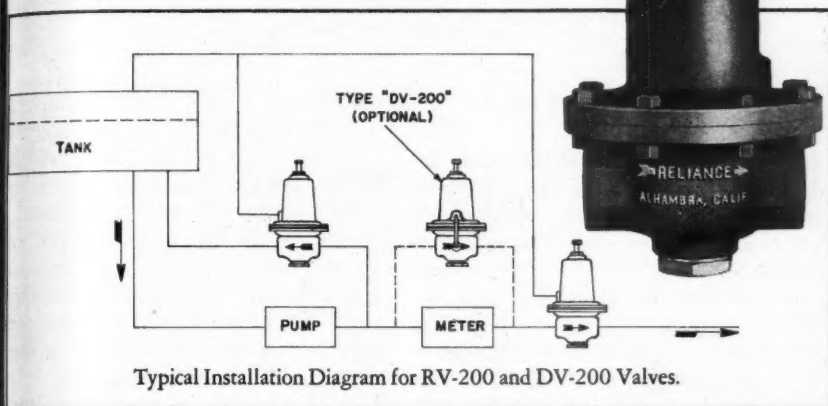 TYPE "DV-200"
(OPTIONAL)
TANK
RELIANCE
ALHAMBRA, CALIF
PUMP
METER
Typical Installation Diagram for RV-200 and DV-200 Valves.